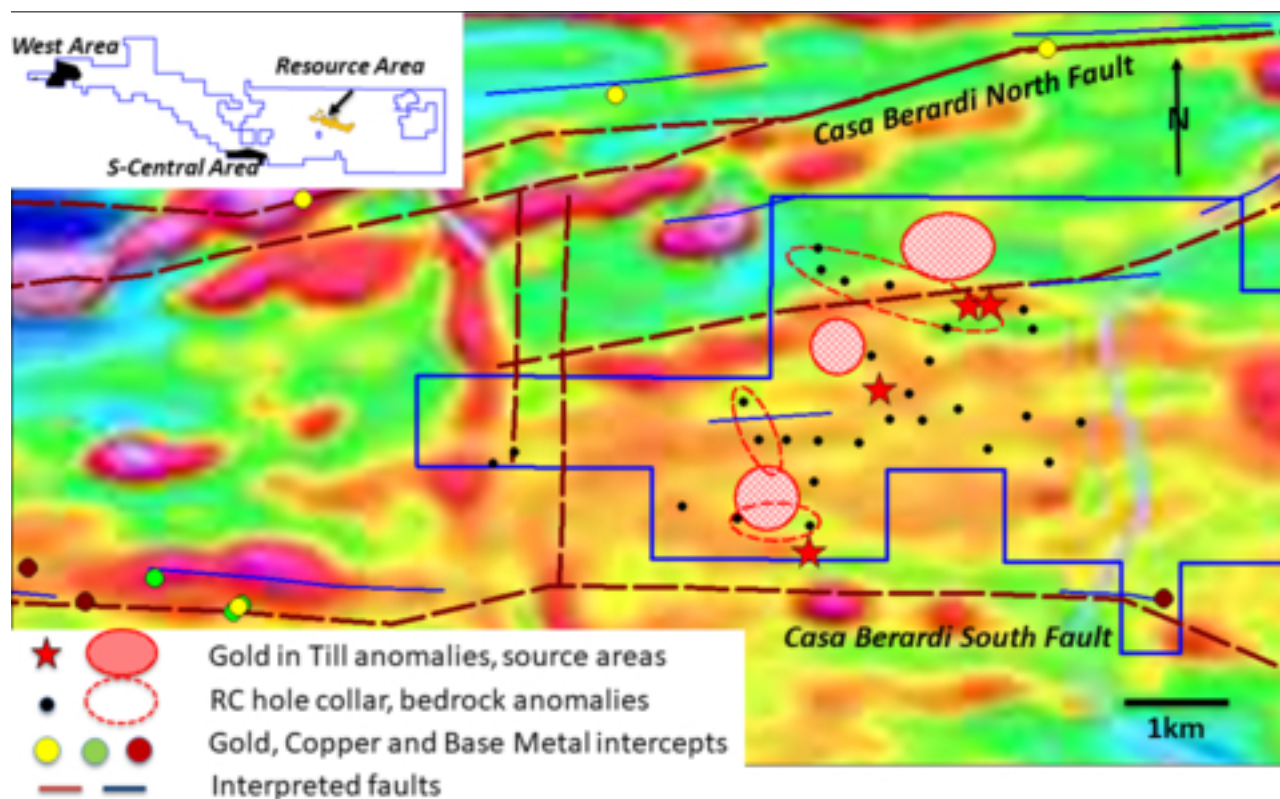 West Area
Resource Area
S-Central Area
Casa Berardi North Fault
N
Casa Berardi South Fault
1km
Gold in Till anomalies, source areas
RC hole collar, bedrock anomalies
Gold, Copper and Base Metal intercepts
Interpreted faults